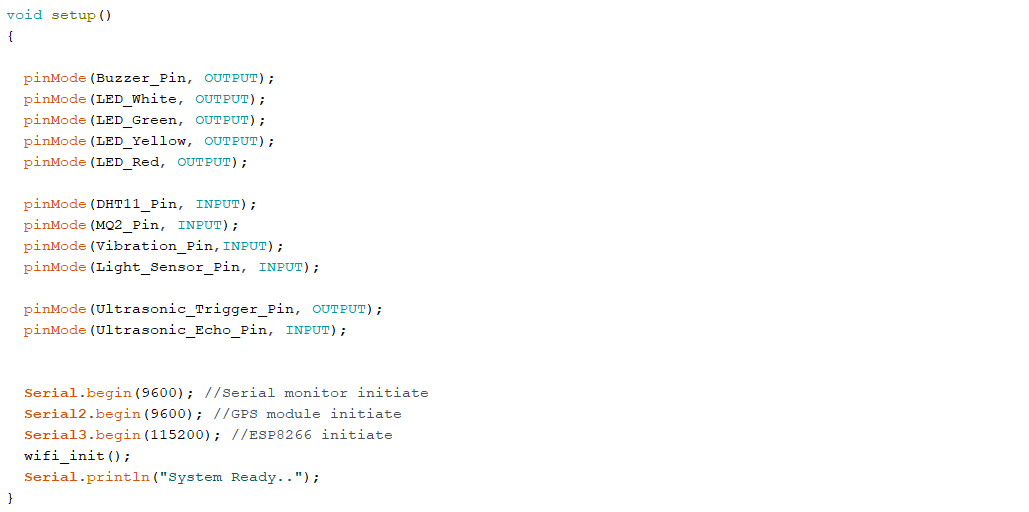 void setup()
{
pinMode(Buzzer_Pin, OUTPUT);
pinMode(LED_White, OUTPUT);
pinMode(LED_Green, OUTPUT);
pinMode(LED_Yellow, OUTPUT);
pinMode(LED_Red, OUTPUT);
pinMode(DHT11_Pin, INPUT);
pinMode(MQ2_Pin, INPUT);
pinMode(Vibration_Pin,INPUT);
pinMode(Light_Sensor_Pin, INPUT);
pinMode(Ultrasonic_Trigger_Pin, OUTPUT);
pinMode(Ultrasonic_Echo_Pin, INPUT);
Serial.begin(9600); //Serial monitor initiate
Serial2.begin(9600); //GPS module initiate
Serial3.begin(115200); //ESP8266 initiate
wifi_init();
Serial.println("System Ready..");
}